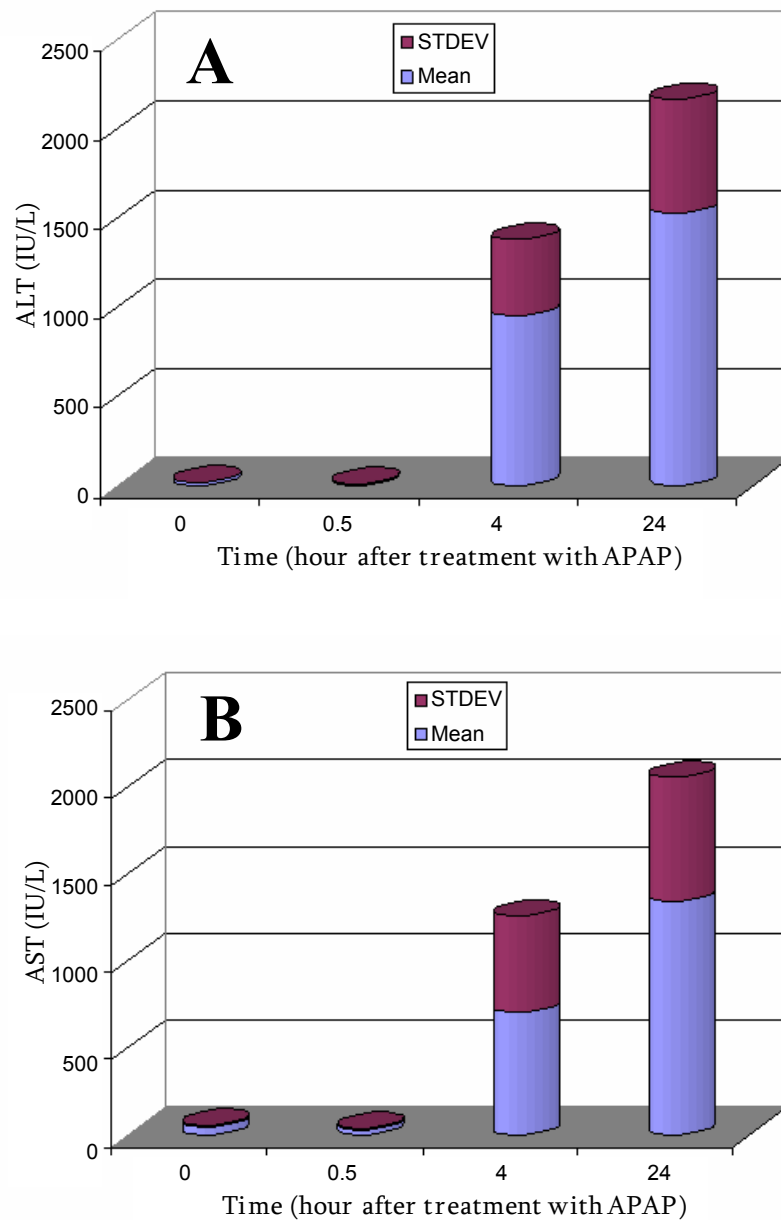 A
STDEV
Mean
2500
2000
1500
1000
500
0
ALT (IU/L)
0 0.5 4 24
Time (hour after treatment with APAP)
B
STDEV
Mean
2500
2000
1500
1000
500
0
AST (IU/L)
0 0.5 4 24
Time (hour after treatment with APAP)